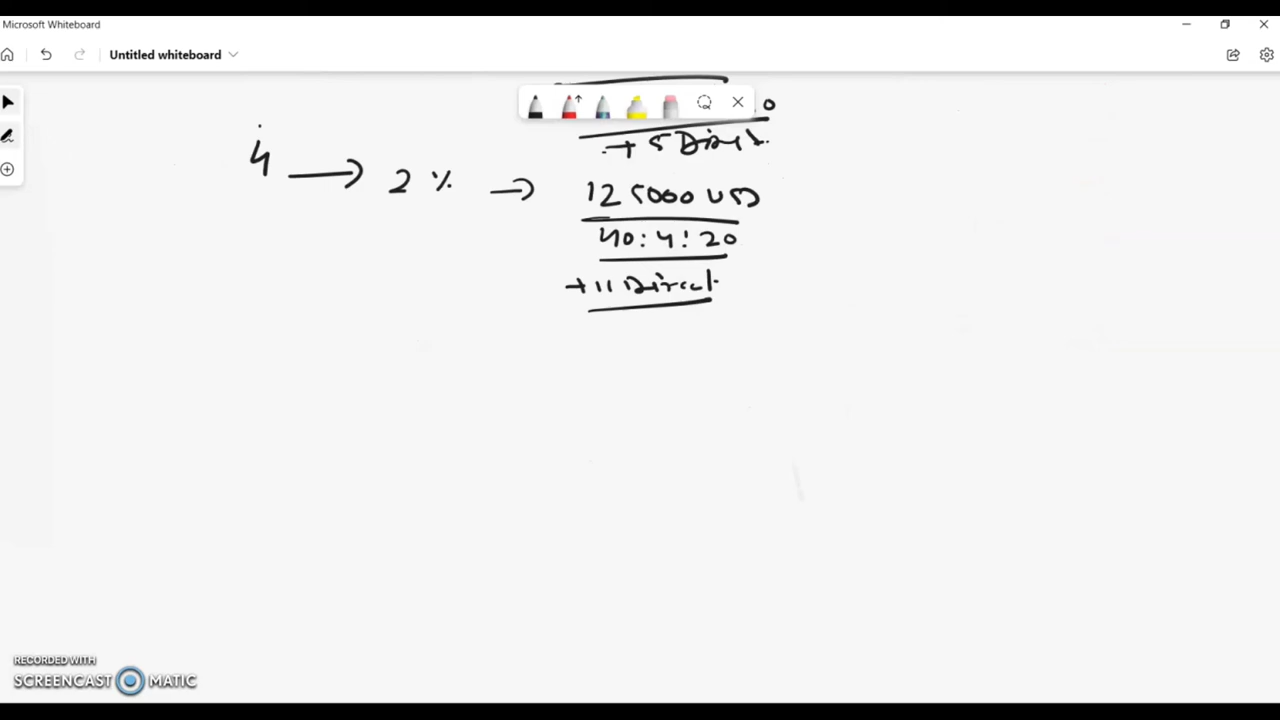 Microsoft Whiteboard
Untitled whiteboard
0
+ 5 Direct.
4 → 2 % → 125000 USD
40:4:20
+11 Direct.
RECORDED WITH
SCREENCAST MATIC